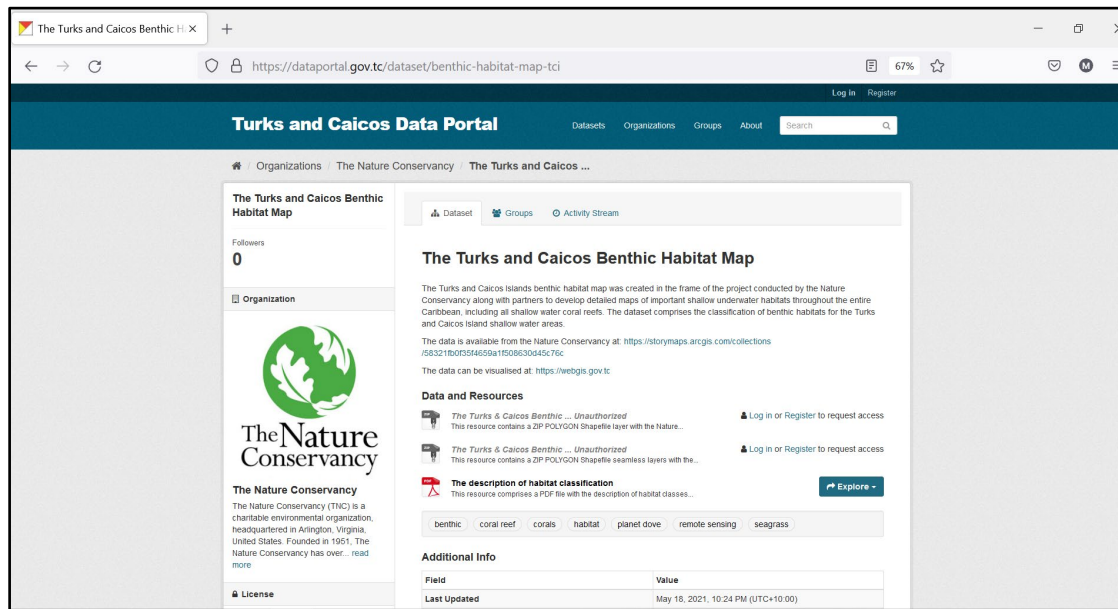 The Turks and Caicos Benthic H
https://dataportal.gov.tc/dataset/benthic-habitat-map-tci
67%
M
Log in Register
Turks and Caicos Data Portal
Datasets Organizations Groups About Search
/ Organizations / The Nature Conservancy / The Turks and Caicos ...
The Turks and Caicos Benthic
Habitat Map
Followers
0
Organization
The Nature
Conservancy
The Nature Conservancy
The Nature Conservancy (TNC) is a
charitable environmental organization,
headquartered in Arlington, Virginia,
United States. Founded in 1951, The
Nature Conservancy has over... read
more
License
Dataset Groups Activity Stream
The Turks and Caicos Benthic Habitat Map
The Turks and Caicos Islands benthic habitat map was created in the frame of the project conducted by the Nature
Conservancy along with partners to develop detailed maps of important shallow underwater habitats throughout the entire
Caribbean, including all shallow water coral reefs. The dataset comprises the classification of benthic habitats for the Turks
and Caicos Island shallow water areas.
The data is available from the Nature Conservancy at: https://storymaps.arcgis.com/collections
/58321fb0f35f4659a1f508630d45c76c
The data can be visualised at: https://webgis.gov.tc
Data and Resources
The Turks & Caicos Benthic ... Unauthorized
This resource contains a ZIP POLYGON Shapefile layer with the Nature...
Log in or Register to request access
The Turks & Caicos Benthic ... Unauthorized
This resource contains a ZIP POLYGON Shapefile seamless layers with the...
Log in or Register to request access
PDF
The description of habitat classification
This resource comprises a PDF file with the description of habitat classes...
Explore
benthic coral reef corals habitat planet dove remote sensing seagrass
Additional Info
Field Value
Last Updated May 18, 2021, 10:24 PM (UTC+10:00)